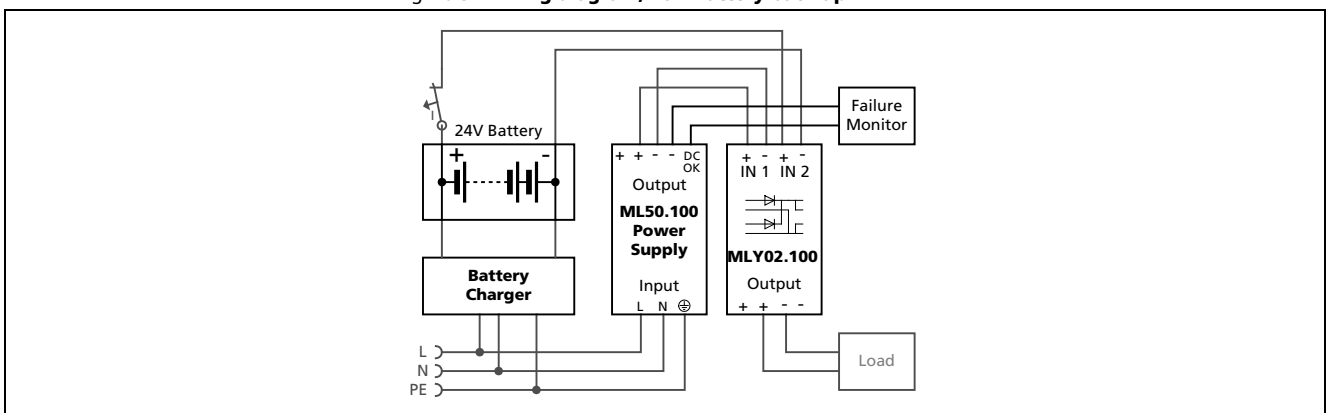 24V Battery
+ -
Battery
Charger
+ + - - DC
OK
Output
ML50.100
Power
Supply
Input
L N
+ - + -
IN 1 IN 2
MLY02.100
Output
+ + - -
Failure
Monitor
Load
L
N
PE